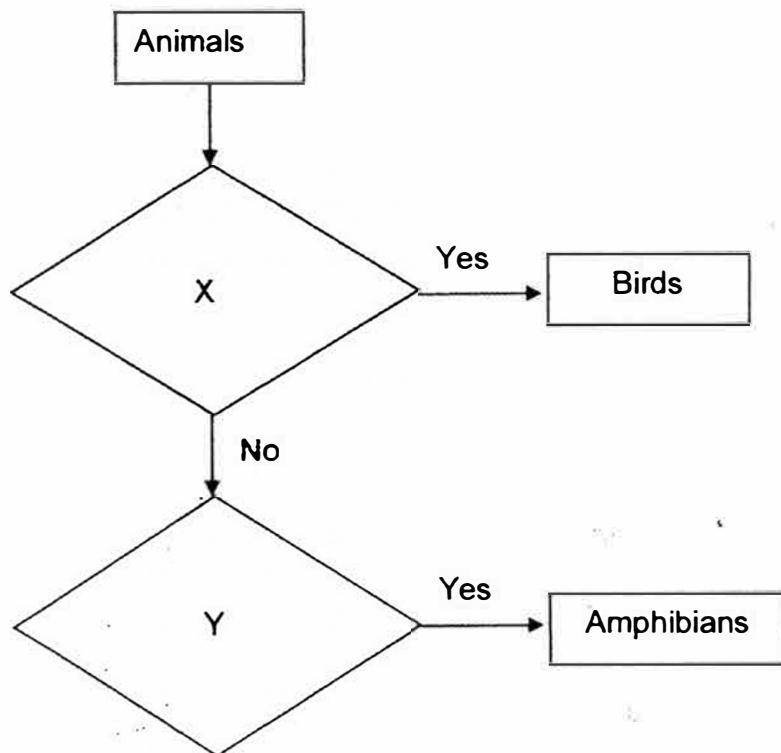 Animals
X
Yes
Birds
No
Y
Yes
Amphibians